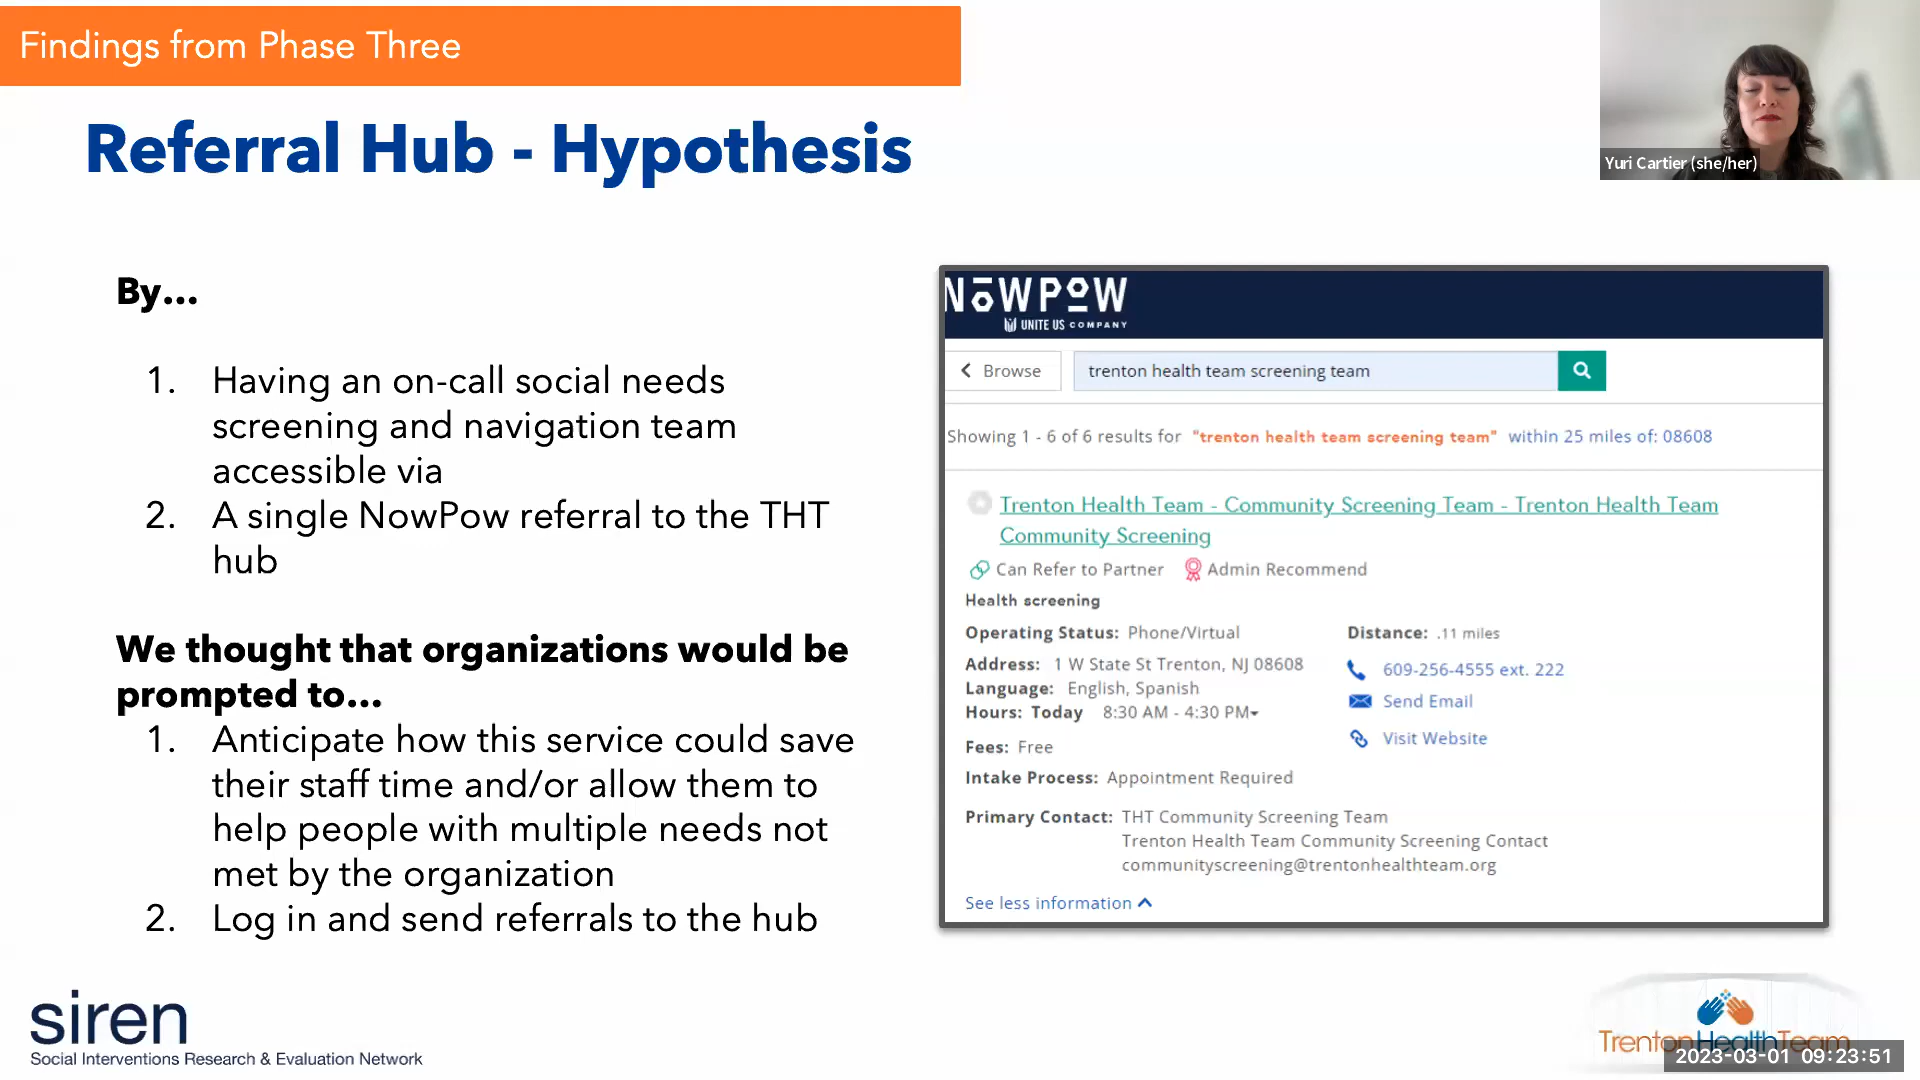 Findings from Phase Three
Yuri Cartier (she/her)
Referral Hub - Hypothesis
By...
1. Having an on-call social needs
screening and navigation team
accessible via
2. A single NowPow referral to the THT
hub
We thought that organizations would be
prompted to...
1. Anticipate how this service could save
their staff time and/or allow them to
help people with multiple needs not
met by the organization
2. Log in and send referrals to the hub
NOWPOW
UNITE US COMPANY
Browse
trenton health team screening team
Showing 1 - 6 of 6 results for "trenton health team screening team" within 25 miles of: 08608
Trenton Health Team - Community Screening Team - Trenton Health Team
Community Screening
Can Refer to Partner Admin Recommend
Health screening
Operating Status: Phone/Virtual
Address: 1 W State St Trenton, NJ 08608
Language: English, Spanish
Hours: Today 8:30 AM - 4:30 PM
Fees: Free
Intake Process: Appointment Required
Distance: .11 miles
609-256-4555 ext. 222
Send Email
Visit Website
Primary Contact: THT Community Screening Team
Trenton Health Team Community Screening Contact
communityscreening@trentonhealthteam.org
See less information
siren
Social Interventions Research & Evaluation Network
TrentonHealthTeam
2023-03-01 09:23:51